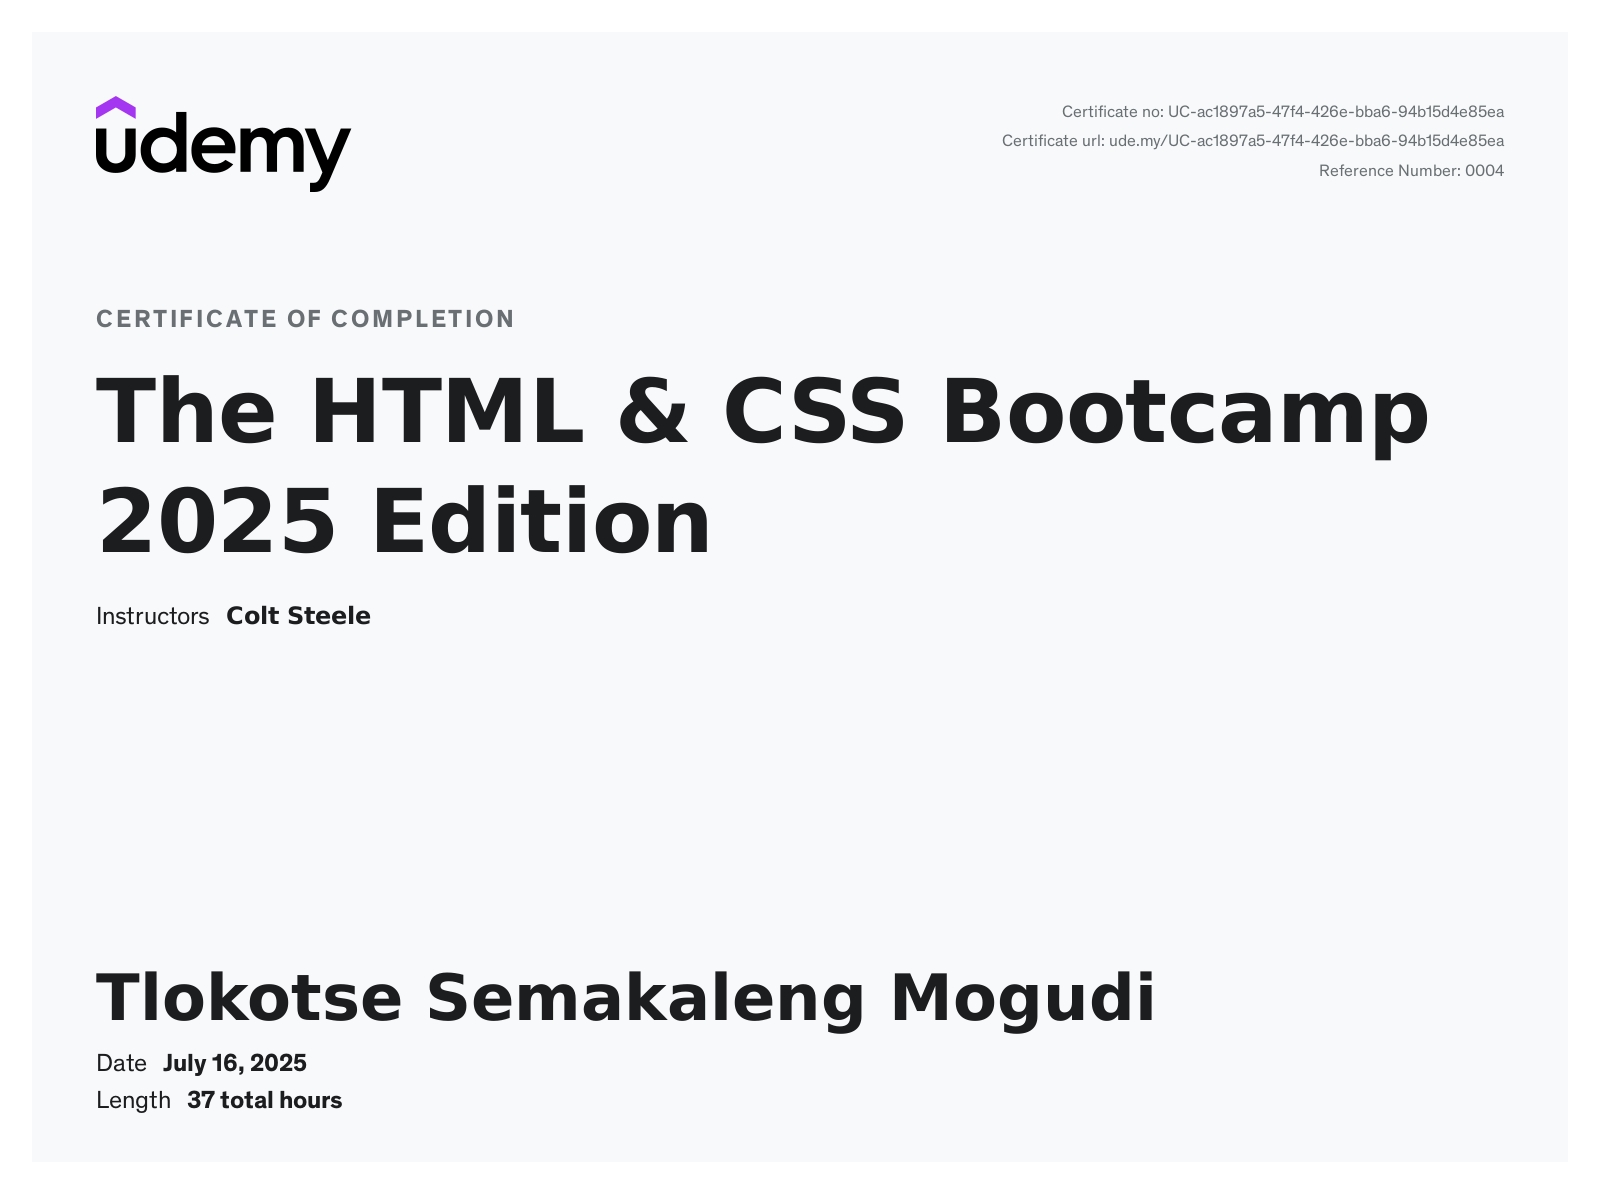 udemy
Certificate no: UC-ac1897a5-47f4-426e-bba6-94b15d4e85ea
Certificate url: ude.my/UC-ac1897a5-47f4-426e-bba6-94b15d4e85ea
Reference Number: 0004
CERTIFICATE OF COMPLETION
The HTML & CSS Bootcamp
2025 Edition
Instructors Colt Steele
Tlokotse Semakaleng Mogudi
Date July 16, 2025
Length 37 total hours